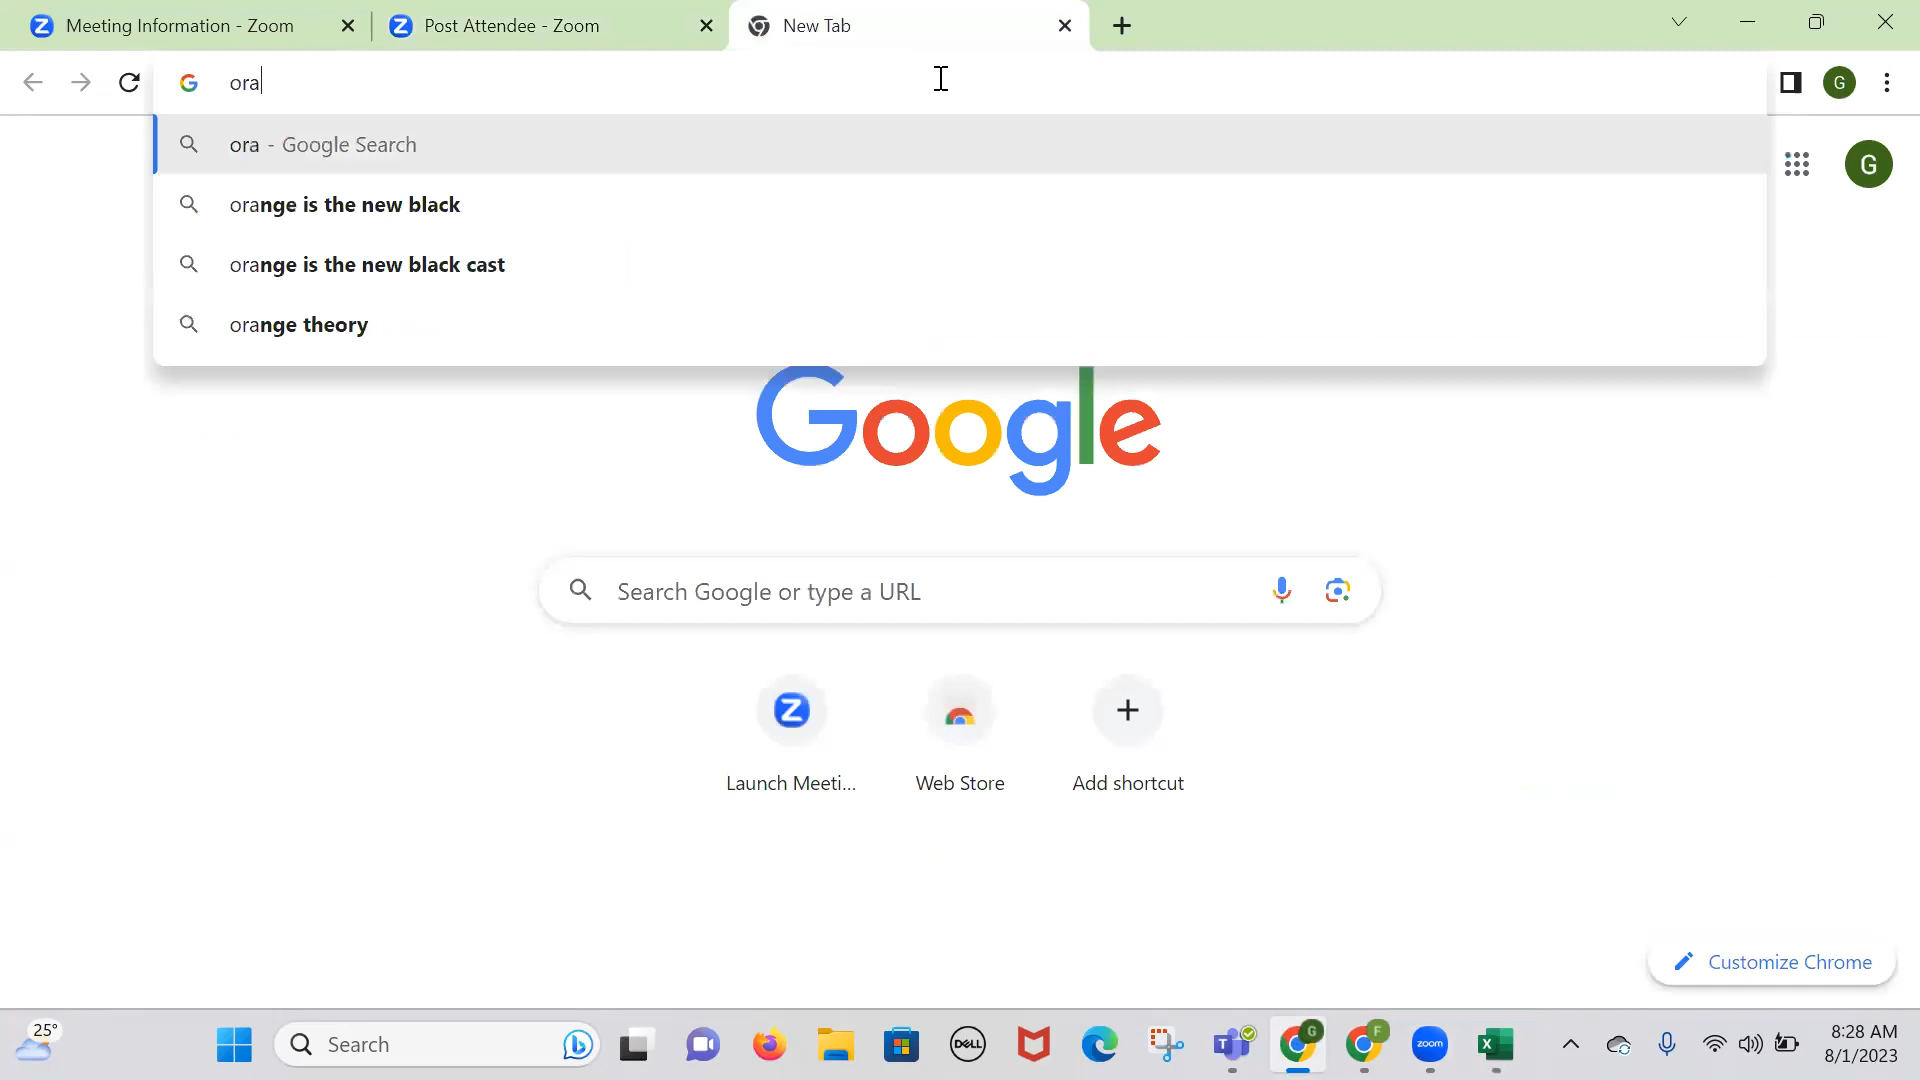 Meeting Information - Zoom
Post Attendee - Zoom
New Tab
ora
G
ora - Google Search
G
orange is the new black
orange is the new black cast
orange theory
Google
Search Google or type a URL
Launch Meeti...
Web Store
Add shortcut
Customize Chrome
25°
Search
DELL
T
G
F
zoom
X
8:28 AM
8/1/2023